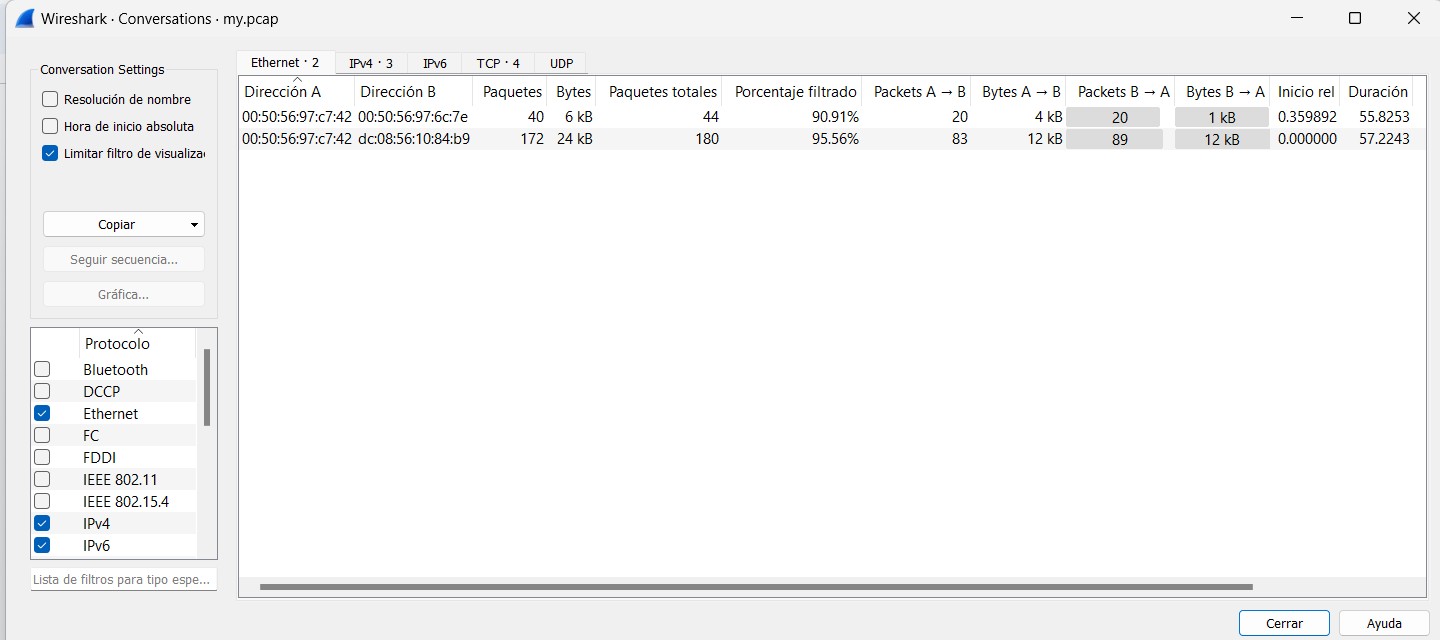 Wireshark · Conversations · my.pcap
Conversation Settings
Resolución de nombre
Hora de inicio absoluta
Limitar filtro de visualiza
Copiar
Seguir secuencia...
Gráfica...
Protocolo
Bluetooth
DCCP
Ethernet
FC
FDDI
IEEE 802.11
IEEE 802.15.4
IPv4
IPv6
Lista de filtros para tipo espe...
Ethernet · 2 IPv4 · 3 IPv6 TCP · 4 UDP
Dirección A Dirección B Paquetes Bytes Paquetes totales Porcentaje filtrado Packets A → B Bytes A → B Packets B → A Bytes B → A Inicio rel Duración
00:50:56:97:c7:42 00:50:56:97:6c:7e 40 6 kB 44 90.91% 20 4 kB 20 1 kB 0.359892 55.8253
00:50:56:97:c7:42 dc:08:56:10:84:b9 172 24 kB 180 95.56% 83 12 kB 89 12 kB 0.000000 57.2243
Cerrar Ayuda